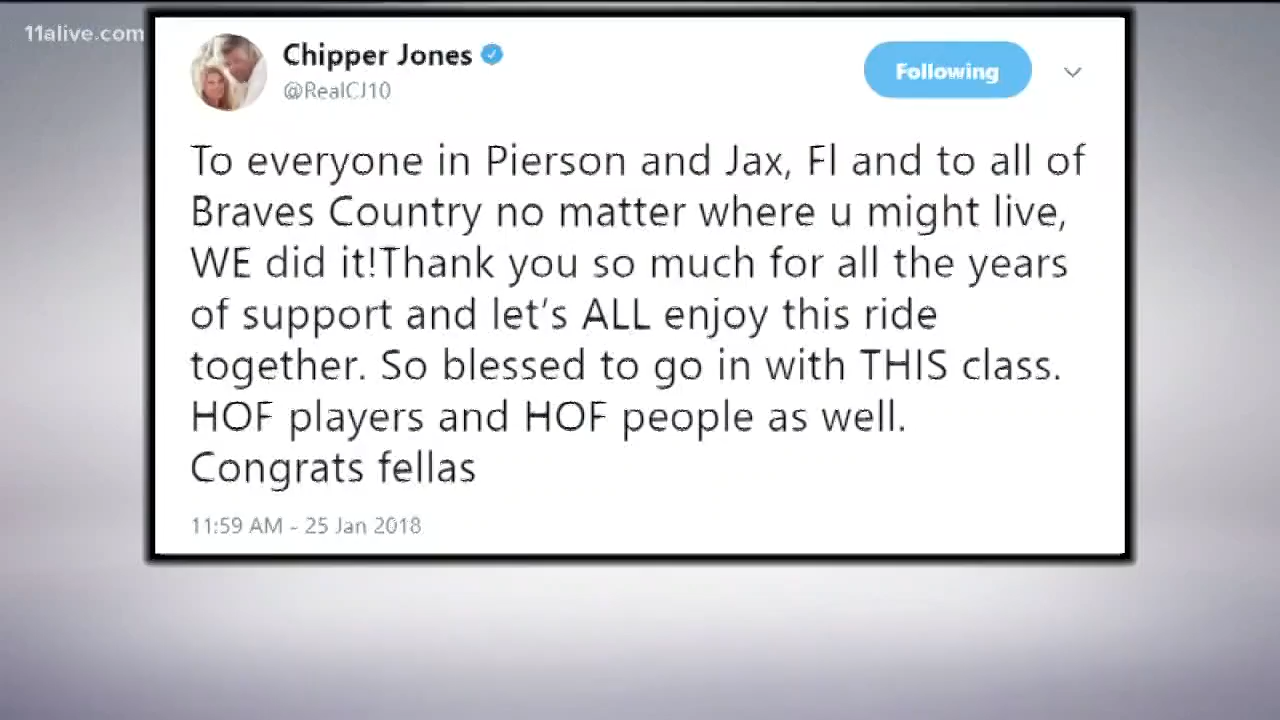 11alive.com
Chipper Jones
@RealCJ10
Following
To everyone in Pierson and Jax, Fl and to all of
Braves Country no matter where u might live,
WE did it!Thank you so much for all the years
of support and let's ALL enjoy this ride
together. So blessed to go in with THIS class.
HOF players and HOF people as well.
Congrats fellas
11:59 AM - 25 Jan 2018